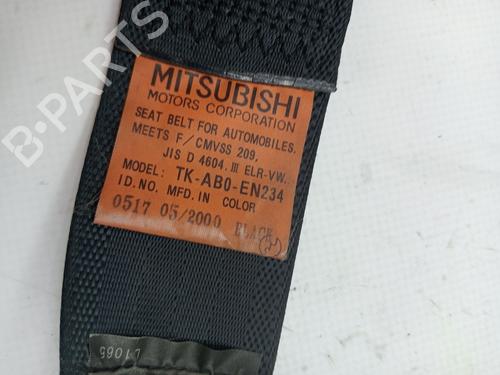 MITSUBISHI
MOTORS CORPORATION
SEAT BELT FOR AUTOMOBILES.
MEETS F/CMVSS 209,
JIS D 4604. III ELR-VW.
MODEL: TK-AB0-EN234
ID.NO. MFD.IN COLOR
0517 05/2000 BLACK
L1065
B-PARTS